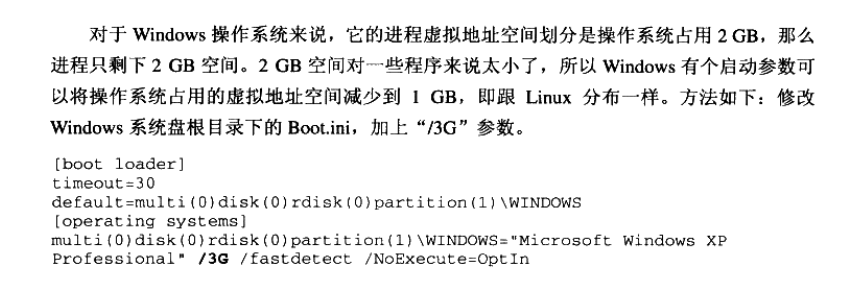 对于 Windows 操作系统来说，它的进程虚拟地址空间划分是操作系统占用 2 GB，那么
进程只剩下 2 GB 空间。2 GB 空间对一些程序来说太小了，所以 Windows 有个启动参数可
以将操作系统占用的虚拟地址空间减少到 1 GB，即跟 Linux 分布一样。方法如下：修改
Windows 系统盘根目录下的 Boot.ini，加上“/3G”参数。
[boot loader]
timeout=30
default=multi(0)disk(0)rdisk(0)partition(1)\WINDOWS
[operating systems]
multi(0)disk(0)rdisk(0)partition(1)\WINDOWS="Microsoft Windows XP
Professional" /3G /fastdetect /NoExecute=OptIn